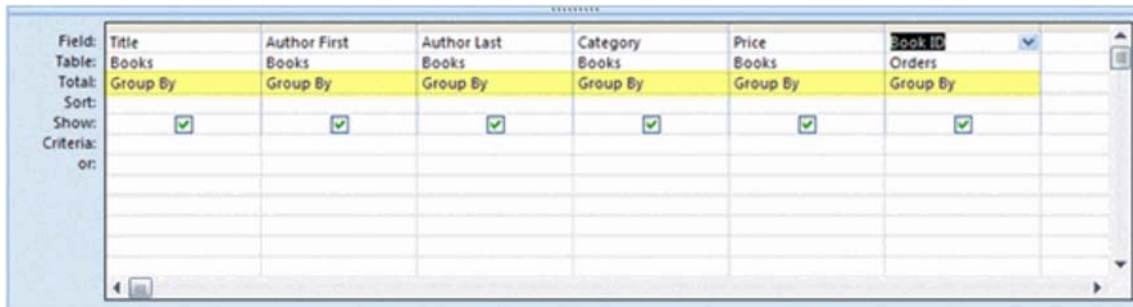 Field: Title Author First Author Last Category Price Book ID
Table: Books Books Books Books Books Orders
Total: Group By Group By Group By Group By Group By Group By
Sort:
Show:
Criteria:
or: